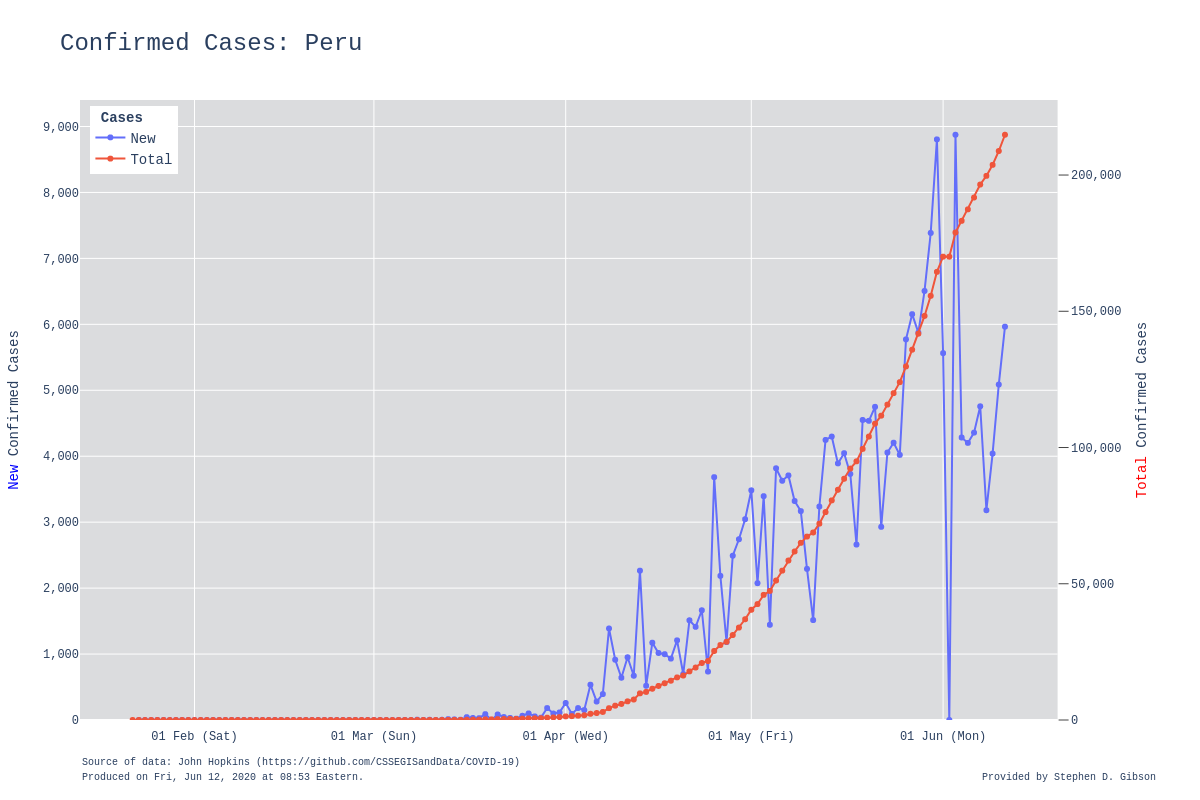 Confirmed Cases: Peru
Cases
New
Total
9,000
8,000
7,000
6,000
5,000
4,000
3,000
2,000
1,000
0
200,000
150,000
100,000
50,000
0
New Confirmed Cases
Total Confirmed Cases
01 Feb (Sat)
01 Mar (Sun)
01 Apr (Wed)
01 May (Fri)
01 Jun (Mon)
Source of data: John Hopkins (https://github.com/CSSEGISandData/COVID-19)
Produced on Fri, Jun 12, 2020 at 08:53 Eastern.
Provided by Stephen D. Gibson